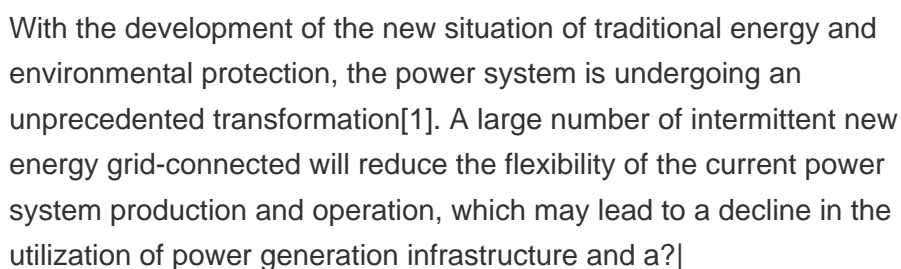 With the development of the new situation of traditional energy and
environmental protection, the power system is undergoing an
unprecedented transformation[1]. A large number of intermittent new
energy grid-connected will reduce the flexibility of the current power
system production and operation, which may lead to a decline in the
utilization of power generation infrastructure and a?|